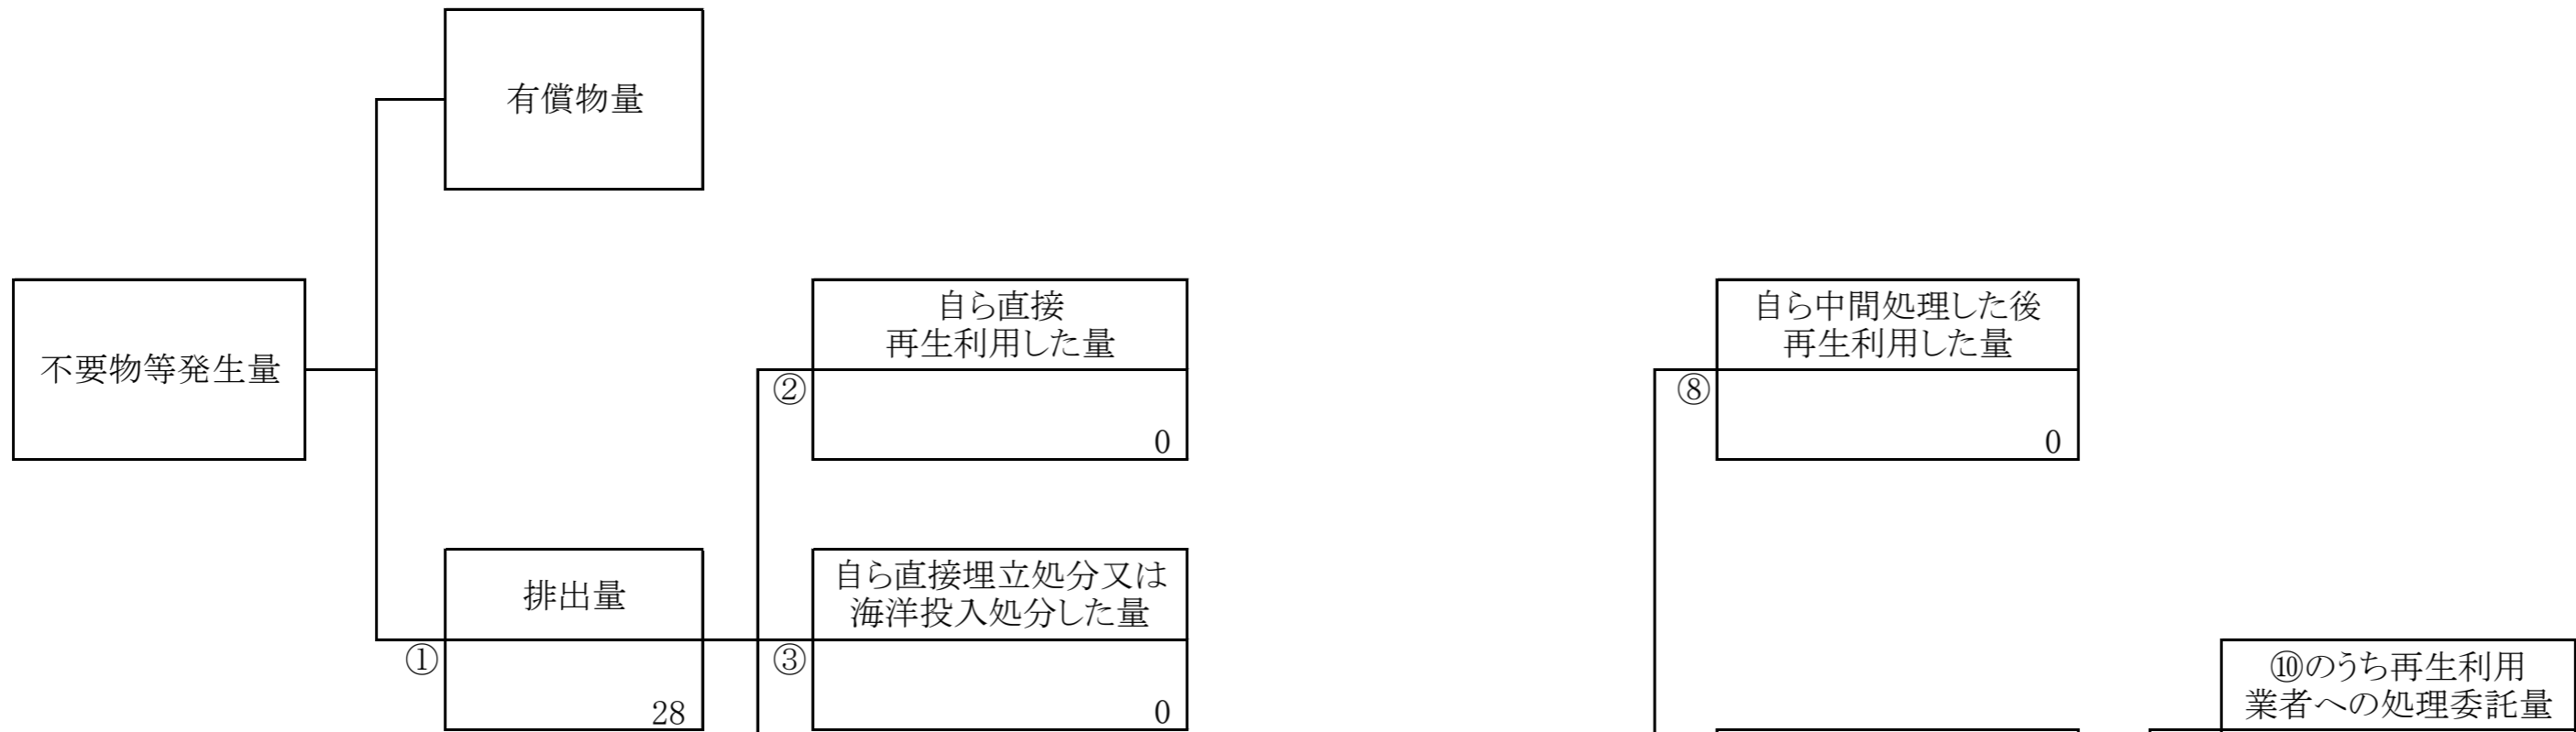 有償物量
不要物等発生量
自ら直接
再生利用した量
②
0
自ら中間処理した後
再生利用した量
⑧
0
排出量
①
28
自ら直接埋立処分又は
海洋投入処分した量
③
0
⑩のうち再生利用
業者への処理委託量